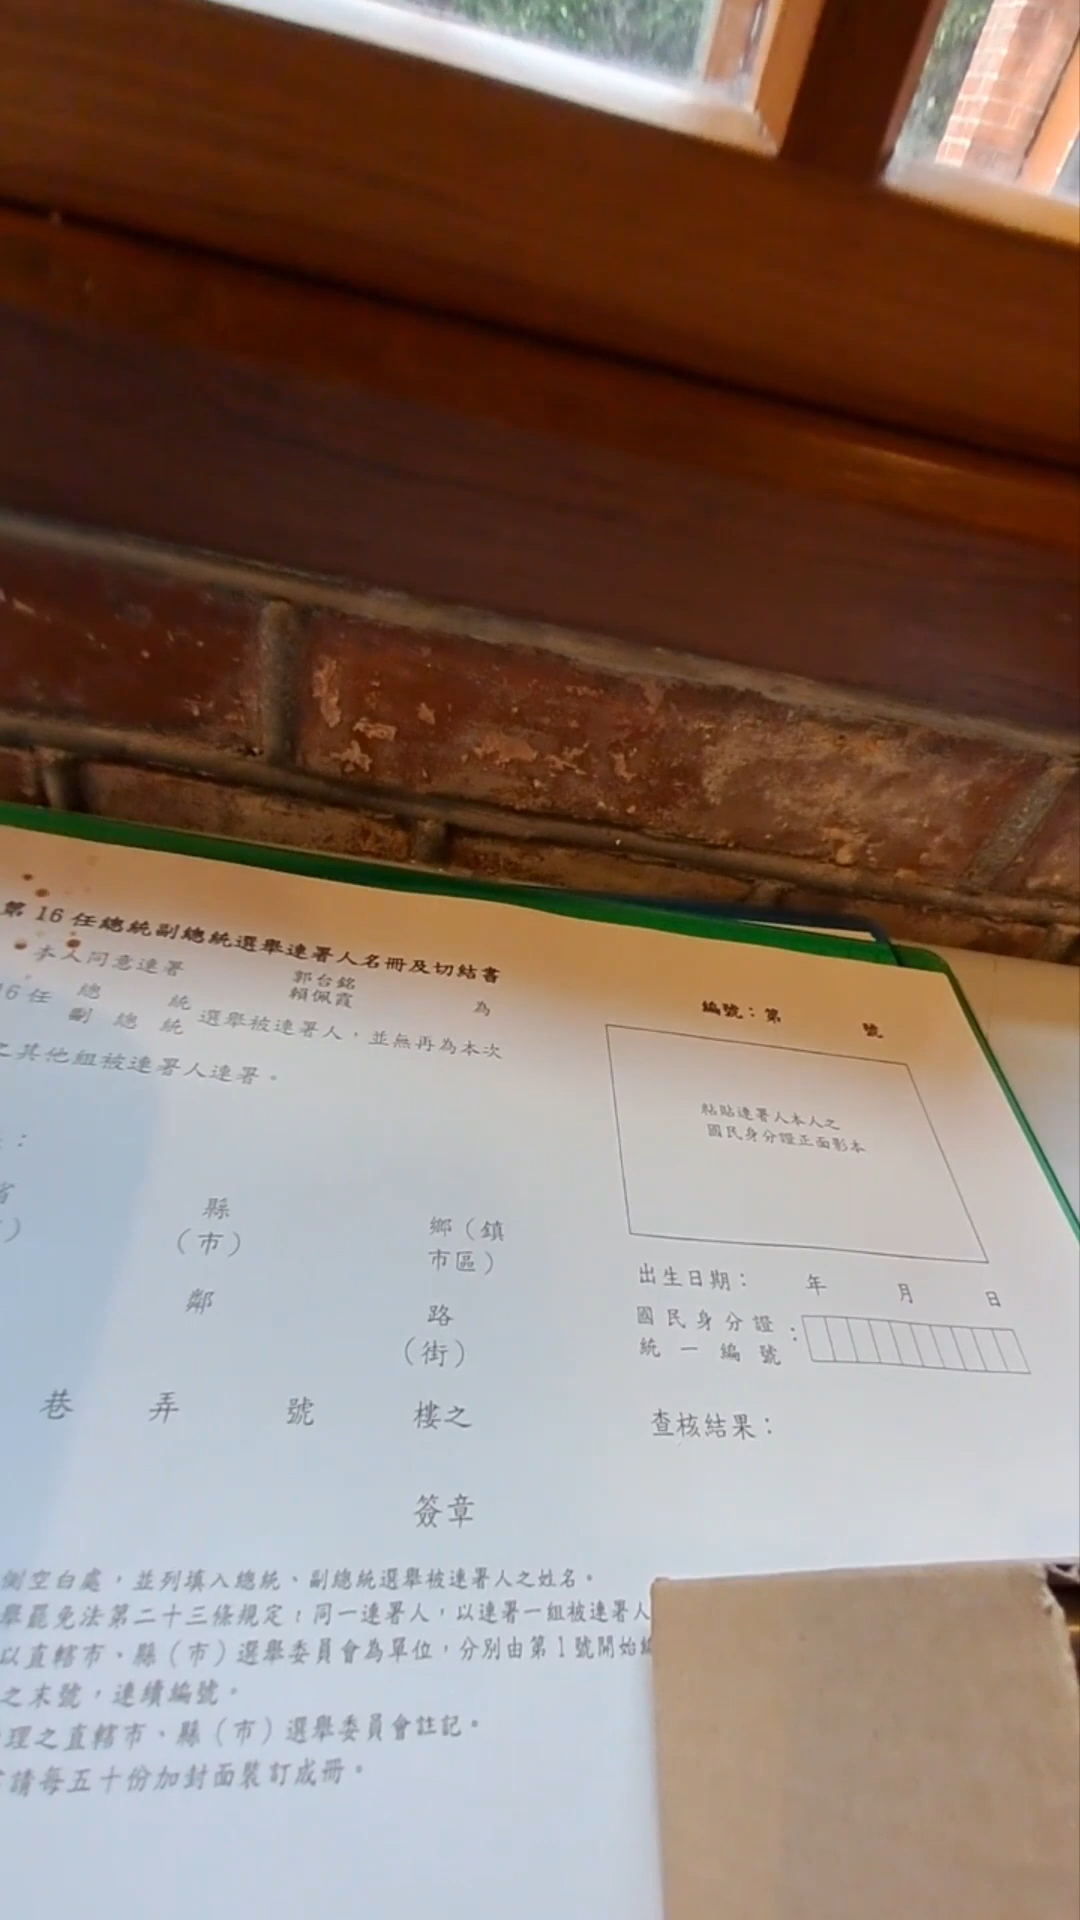 第16任總統副總統選舉連署人名冊及切結書
本人同意連署 郭台銘 為
賴佩霞
16任 總 統
副 總 統 選舉被連署人，並無再為本次
之其他組被連署人連署。
編號：第 號
粘貼連署人本人之
國民身分證正面影本
省 縣 鄉（鎮
（市） 市區）
鄰 路
（街）
巷 弄 號 樓之
簽章
出生日期： 年 月 日
國民身分證：
統一編號
查核結果：
側空白處，並列填入總統、副總統選舉被連署人之姓名。
舉罷免法第二十三條規定：同一連署人，以連署一組被連署人
以直轄市、縣（市）選舉委員會為單位，分別由第1號開始編
之末號，連續編號。
理之直轄市、縣（市）選舉委員會註記。
請每五十份加封面裝訂成冊。